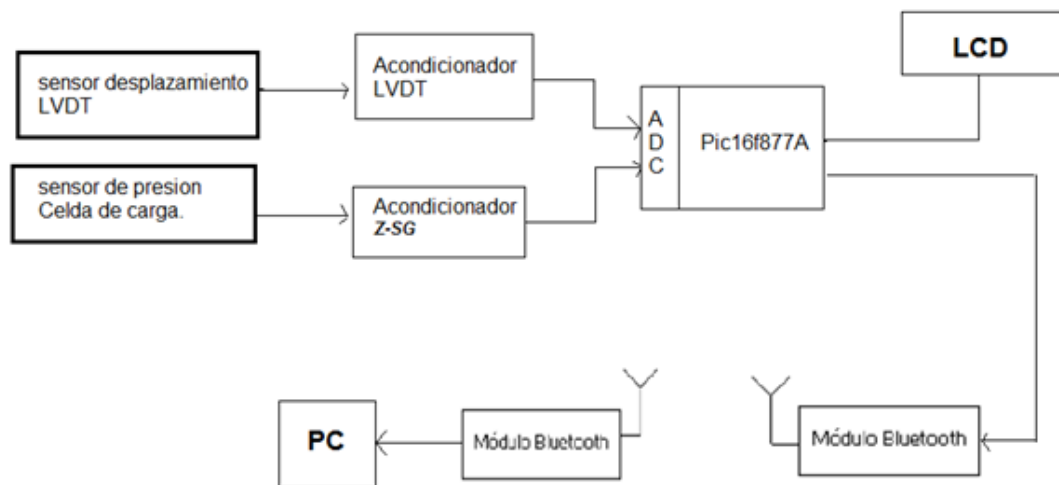 sensor desplazamiento
LVDT
Acondicionador
LVDT
A
D
C
Pic16f877A
LCD
sensor de presion
Celda de carga.
Acondicionador
Z-SG
PC
Módulo Bluetooth
Módulo Bluetooth